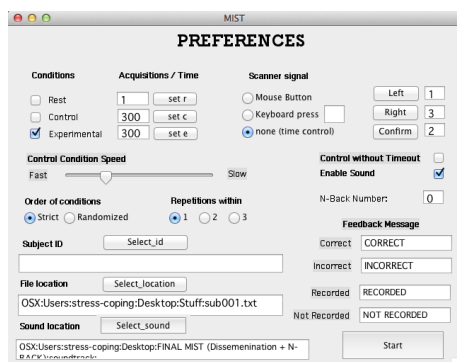 MIST
PREFERENCES
Conditions Acquisitions / Time Scanner signal
Rest 1 set r Mouse Button Left 1
Control 300 set c Keyboard press Right 3
Experimental 300 set e none (time control) Confirm 2
Control Condition Speed Control without Timeout
Fast Slow Enable Sound
Order of conditions Repetitions within N-Back Number: 0
Strict Randomized 1 2 3
Feedback Message
Subject ID Select_id Correct CORRECT
Incorrect INCORRECT
File location Select_location
Recorded RECORDED
OSX:Users:stress-coping:Desktop:Stuff:sub001.txt
Not Recorded NOT RECORDED
Sound location Select_sound
Start
OSX:Users:stress-coping:Desktop:FINAL MIST (Dissemenination + N-
BACK):soundtrack: